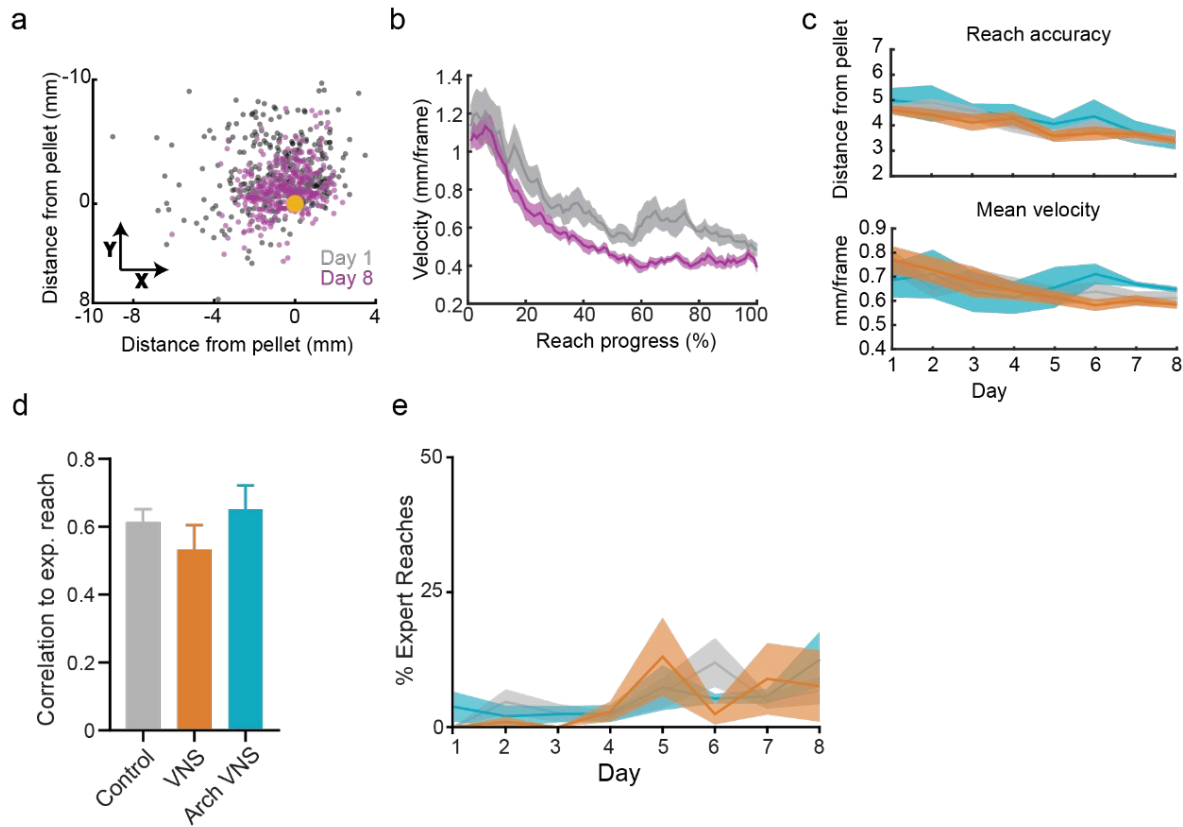 a
Distance from pellet (mm)
-10
0
8
Y
X
Day 1
Day 8
-10
-8
-4
0
4
Distance from pellet (mm)
b
Velocity (mm/frame)
1.4
1.2
1
0.8
0.6
0.4
0.2
0
20
40
60
80
100
Reach progress (%)
c
Reach accuracy
Distance from pellet
7
6
5
4
3
2
Mean velocity
mm/frame
0.9
0.8
0.7
0.6
0.5
0.4
1
2
3
4
5
6
7
8
Day
d
Correlation to exp. reach
0.8
0.6
0.4
0.2
0
Control
VNS
Arch VNS
e
% Expert Reaches
50
25
0
1
2
3
4
5
6
7
8
Day